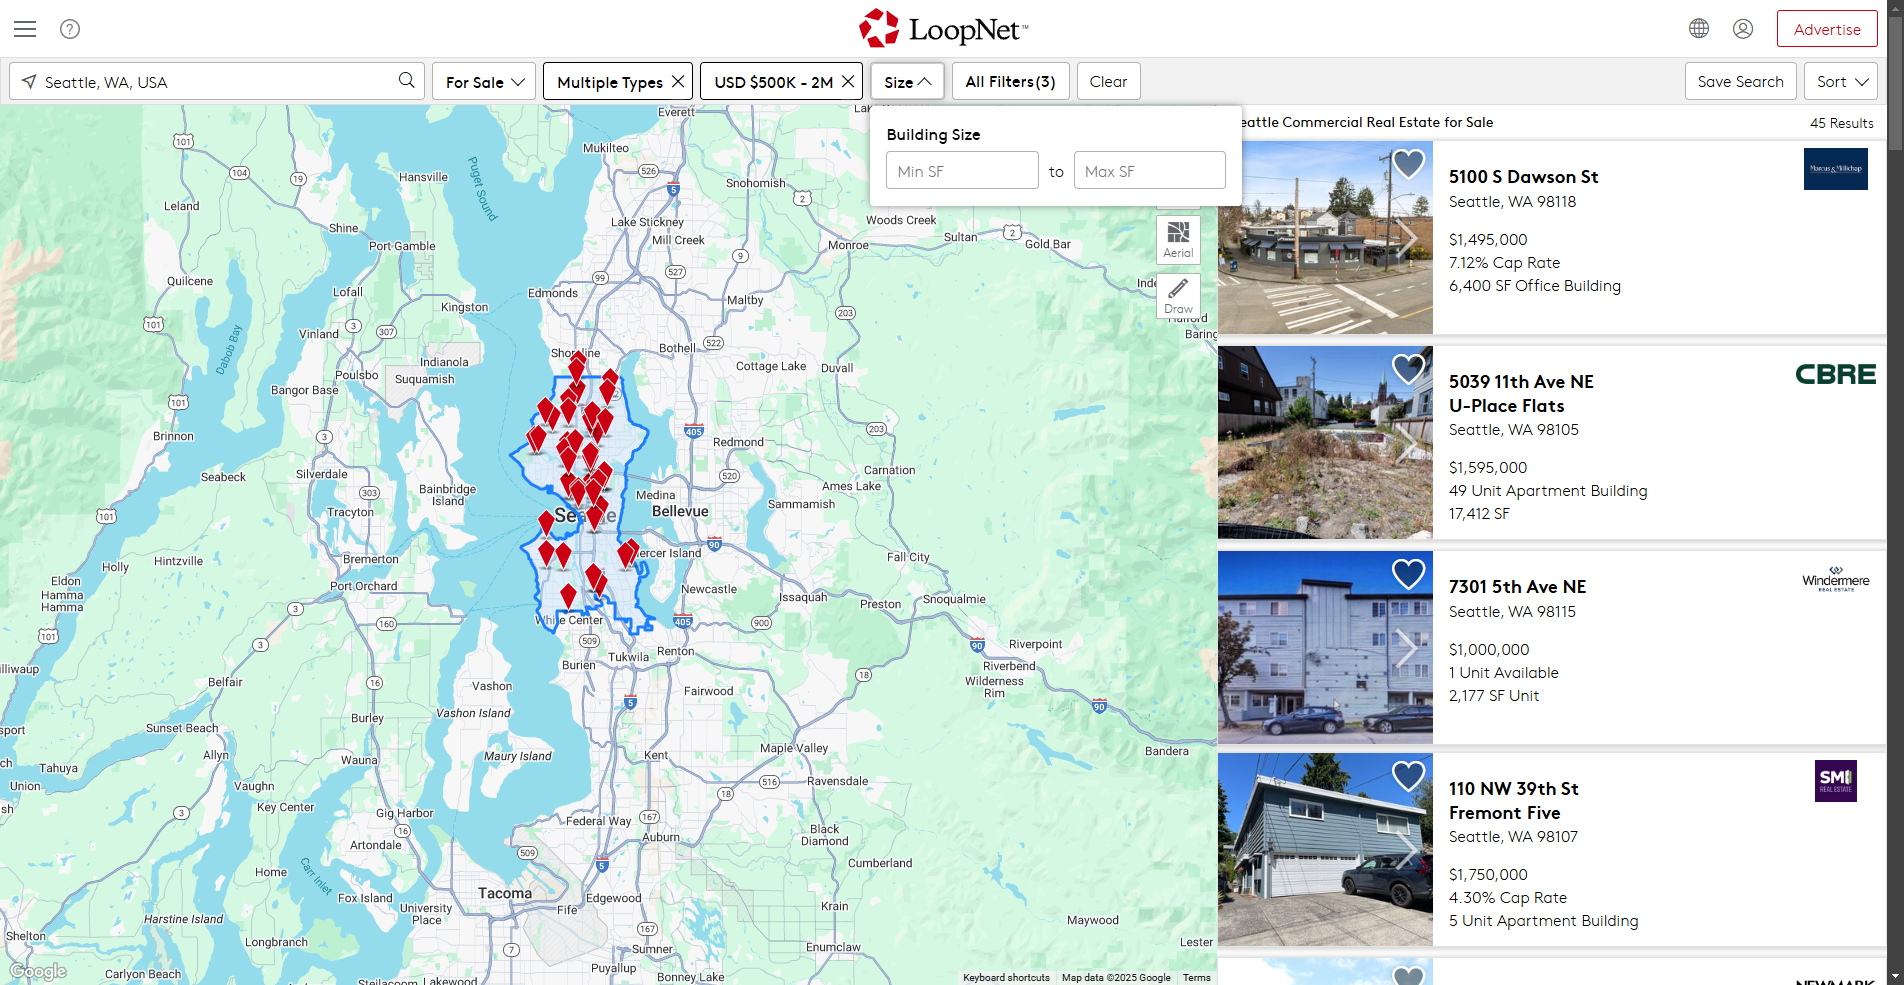 LoopNet™
Advertise
Seattle, WA, USA
For Sale
Multiple Types
USD $500K - 2M
Size
All Filters(3)
Clear
Save Search
Sort
Building Size
Min SF
to
Max SF
eattle Commercial Real Estate for Sale
45 Results
5100 S Dawson St
Seattle, WA 98118
$1,495,000
7.12% Cap Rate
6,400 SF Office Building
Marcus & Millichap
5039 11th Ave NE
U-Place Flats
Seattle, WA 98105
$1,595,000
49 Unit Apartment Building
17,412 SF
CBRE
7301 5th Ave NE
Seattle, WA 98115
$1,000,000
1 Unit Available
2,177 SF Unit
Windermere
REAL ESTATE
110 NW 39th St
Fremont Five
Seattle, WA 98107
$1,750,000
4.30% Cap Rate
5 Unit Apartment Building
SMI
REAL ESTATE
NEWMARK
Aerial
Draw
Everett
Mukilteo
Hansville
Puget Sound
Snohomish
Leland
Lake Stickney
Woods Creek
Shine
Mill Creek
Sultan
Gold Bar
Port Gamble
Monroe
Quilcene
Lofall
Edmonds
Maltby
Kingston
Vinland
Baring
Dabob Bay
Indianola
Shoreline
Bothell
Cottage Lake
Duvall
Poulsbo
Suquamish
Bangor Base
Brinnon
Redmond
Silverdale
Carnation
Seabeck
Bainbridge
Island
Medina
Ames Lake
Tracyton
Bellevue
Sammamish
Seattle
Hintzville
Bremerton
Mercer Island
Fall City
Holly
Eldon
Hamma
Hamma
Port Orchard
Newcastle
Issaquah
Preston
Snoqualmie
White Center
Tukwila
Renton
Riverpoint
Burien
Riverbend
Wilderness
Rim
lliwaup
Belfair
Vashon
Fairwood
Vashon Island
Burley
Sunset Beach
Allyn
Wauna
Maury Island
Kent
Maple Valley
Bandera
Tahuya
Union
Vaughn
Ravensdale
Key Center
Gig Harbor
Federal Way
Auburn
Krain
Black
Diamond
Artondale
Cumberland
Carr Inlet
Home
Fox Island
Tacoma
University
Place
Fife
Edgewood
Harstine Island
Krain
Maywood
Shelton
Longbranch
Sumner
Enumclaw
Lester
Carlyon Beach
Puyallup
Bonney Lake
Steilacoom
Lakewood
Google
Keyboard shortcuts
Map data ©2025 Google
Terms